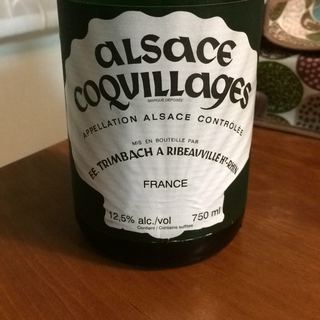 ALSACE
COQUILLAGES
MARQUE DÉPOSÉE
APPELLATION ALSACE CONTRÔLÉE
MIS EN BOUTEILLE PAR
F.E. TRIMBACH A RIBEAUVILLE Ht-RHIN
FRANCE
12,5% alc./vol 750 ml
Contient / Contains sulfites